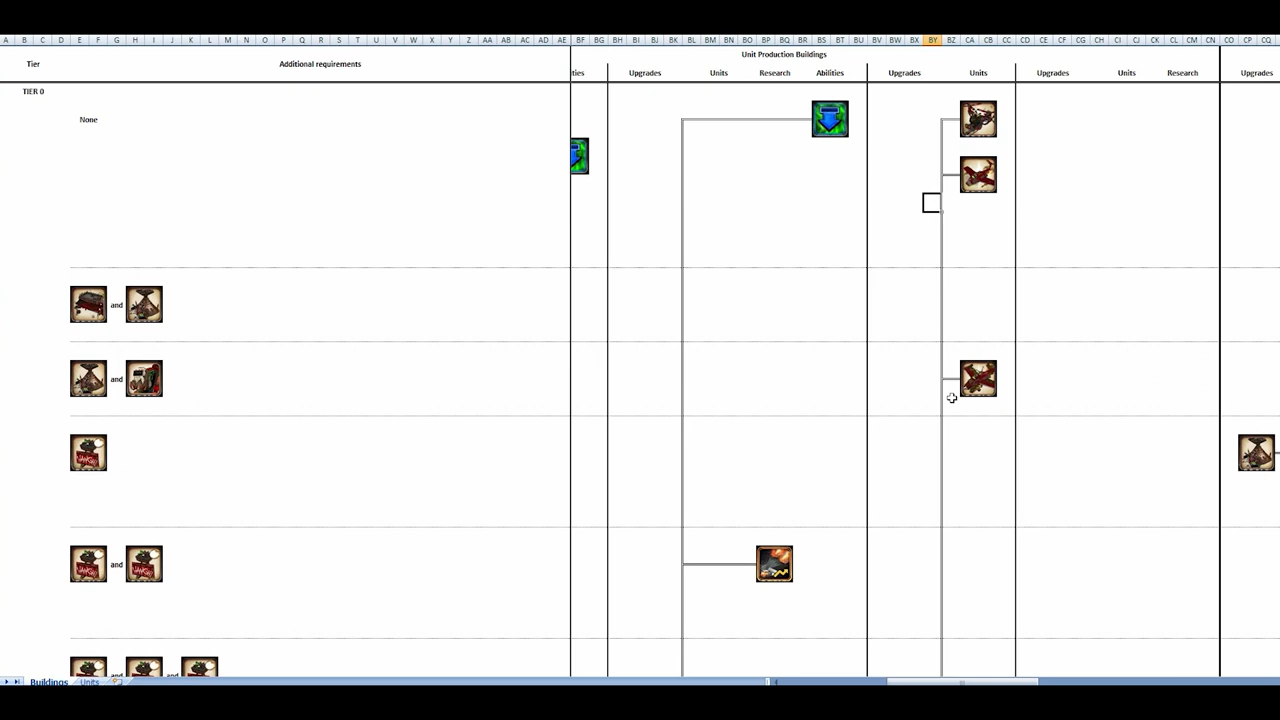 A B C D E F G H I J K L M N O P Q R S T U V W X Y Z AA AB AC AD AE BF BG BH BI BJ BK BL BM BN BO BP BQ BR BS BT BU BV BW BX BY BZ CA CB CC CD CE CF CG CH CI CJ CK CL CM CN CO CP CQ
Unit Production Buildings
Tier Additional requirements
ties Upgrades Units Research Abilities Upgrades Units Upgrades Units Research Upgrades
TIER 0
None
and
and
and
and and
Buildings Units